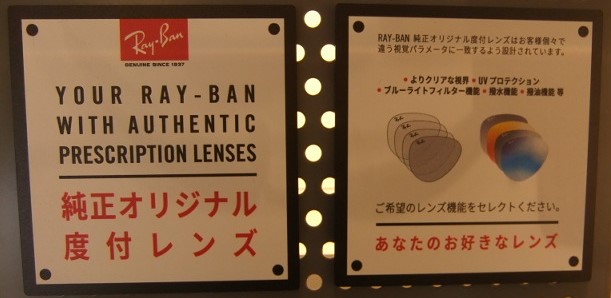 Ray-Ban
GENUINE SINCE 1937
YOUR RAY-BAN
WITH AUTHENTIC
PRESCRIPTION LENSES
純正オリジナル
度付レンズ
RAY-BAN 純正オリジナル度付レンズはお客様個々で
違う視覚パラメータに一致するよう設計されています。
• よりクリアな視界 • UVプロテクション
• ブルーライトフィルター機能 • 撥水機能 • 撥油機能 等
ご希望のレンズ機能をセレクトください。
あなたのお好きなレンズ